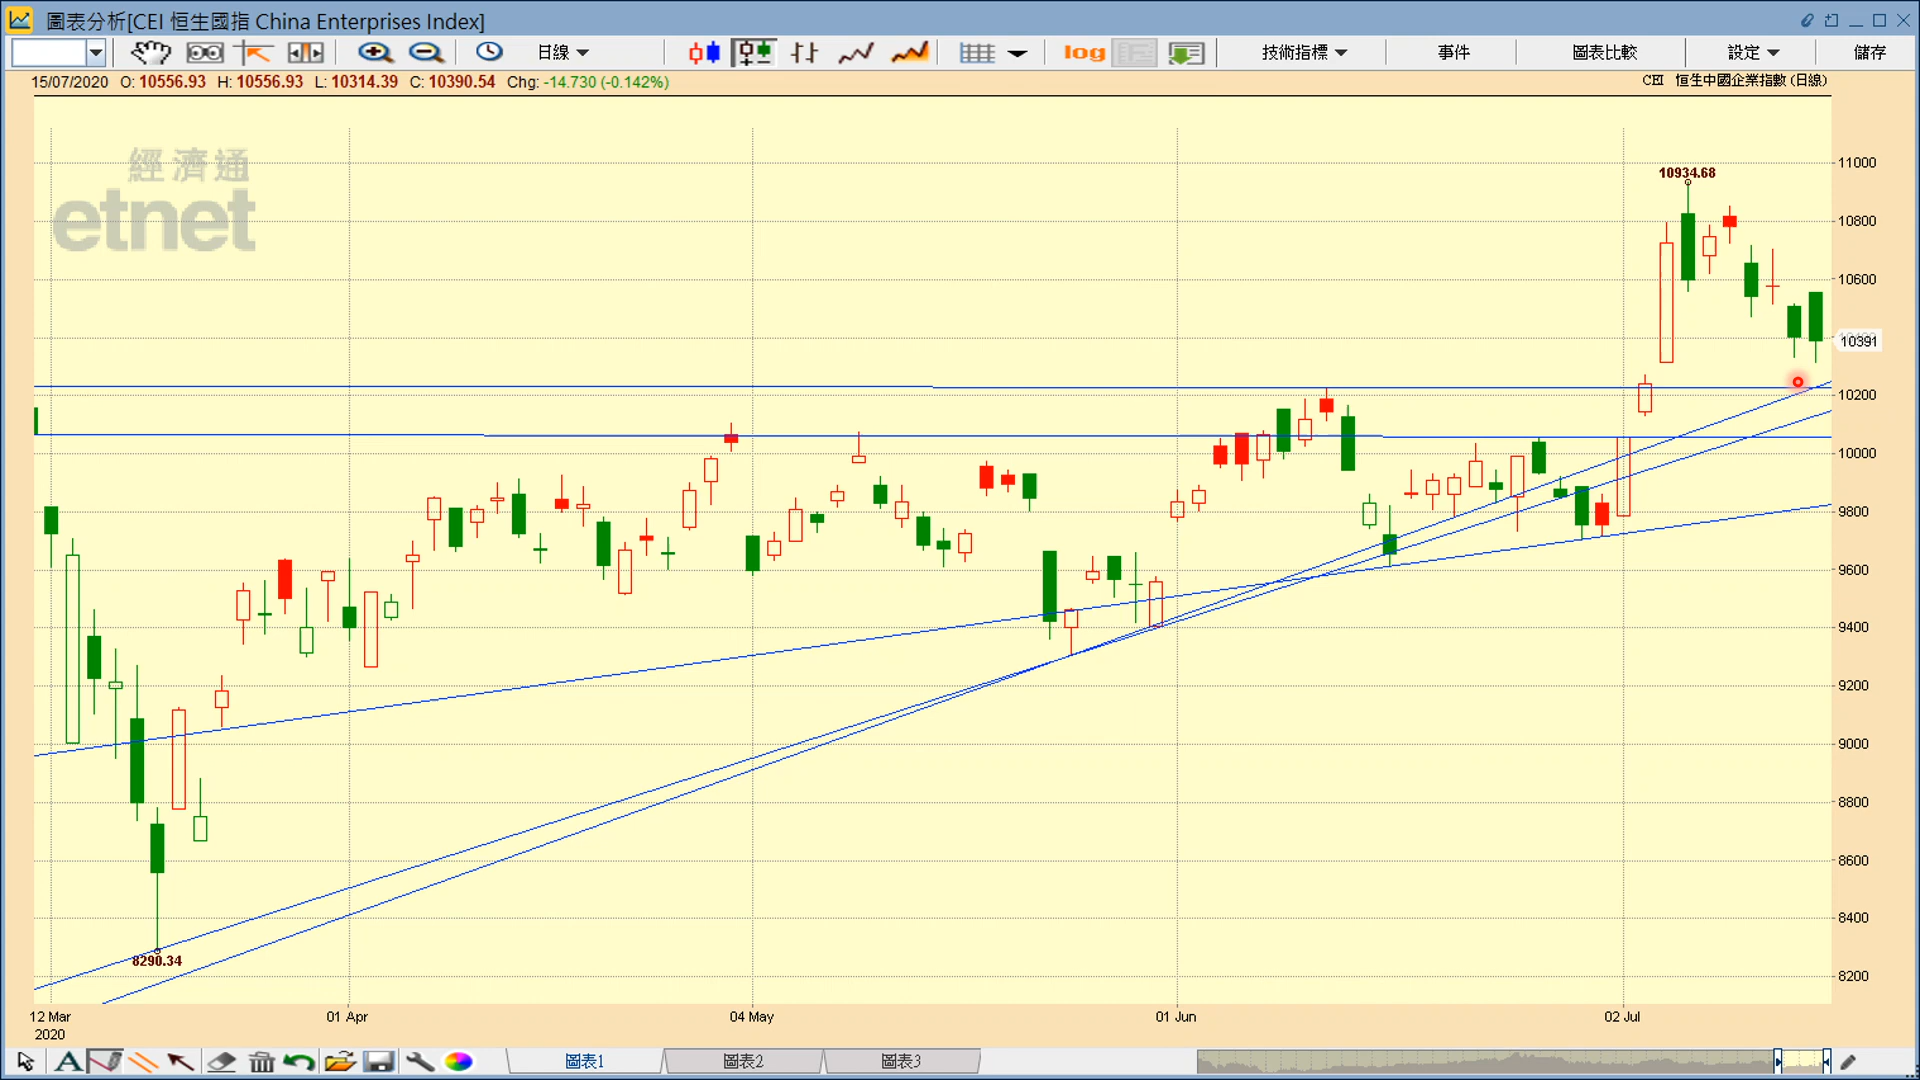 圖表分析[CEI 恒生國指 China Enterprises Index]
日線
log
技術指標
事件
圖表比較
設定
儲存
15/07/2020 O: 10556.93 H: 10556.93 L: 10314.39 C: 10390.54 Chg: -14.730 (-0.142%)
CEI 恒生中國企業指數 (日線)
經濟通
etnet
10934.68
8290.34
11000
10800
10600
10391
10200
10000
9800
9600
9400
9200
9000
8800
8600
8400
8200
12 Mar
2020
01 Apr
04 May
01 Jun
02 Jul
A
圖表1
圖表2
圖表3